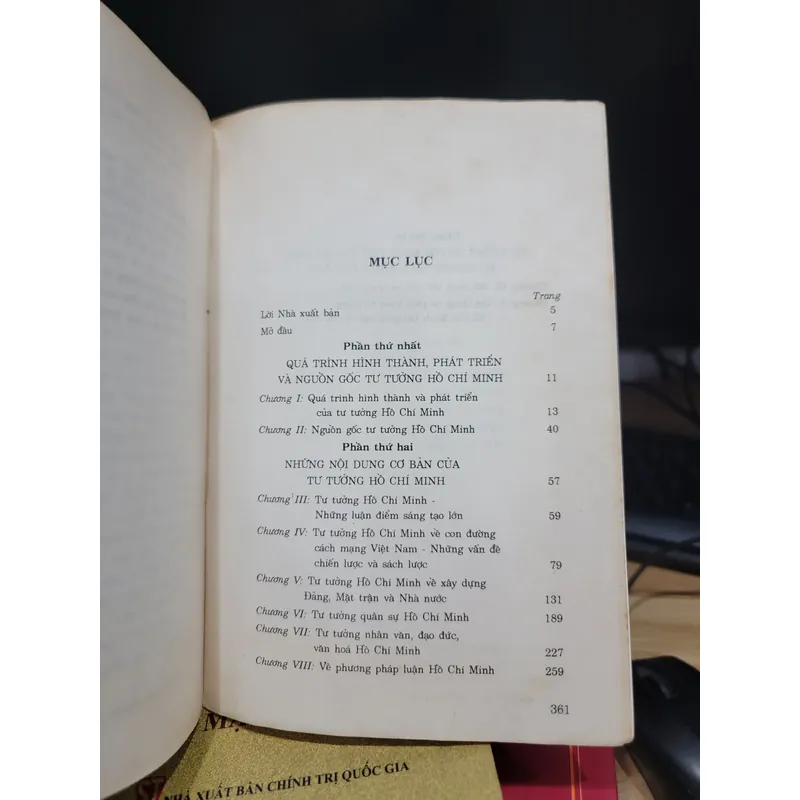 MỤC LỤC
Trang
Lời Nhà xuất bản 5
Mở đầu 7
Phần thứ nhất
QUÁ TRÌNH HÌNH THÀNH, PHÁT TRIỂN
VÀ NGUỒN GỐC TƯ TƯỞNG HỒ CHÍ MINH 11
Chương I: Quá trình hình thành và phát triển
của tư tưởng Hồ Chí Minh 13
Chương II: Nguồn gốc tư tưởng Hồ Chí Minh 40
Phần thứ hai
NHỮNG NỘI DUNG CƠ BẢN CỦA
TƯ TƯỞNG HỒ CHÍ MINH 57
Chương III: Tư tưởng Hồ Chí Minh -
Những luận điểm sáng tạo lớn 59
Chương IV: Tư tưởng Hồ Chí Minh về con đường
cách mạng Việt Nam - Những vấn đề
chiến lược và sách lược 79
Chương V: Tư tưởng Hồ Chí Minh về xây dựng
Đảng, Mặt trận và Nhà nước 131
Chương VI: Tư tưởng quân sự Hồ Chí Minh 189
Chương VII: Tư tưởng nhân văn, đạo đức,
văn hoá Hồ Chí Minh 227
Chương VIII: Về phương pháp luận Hồ Chí Minh 259
361
NHÀ XUẤT BẢN CHÍNH TRỊ QUỐC GIA